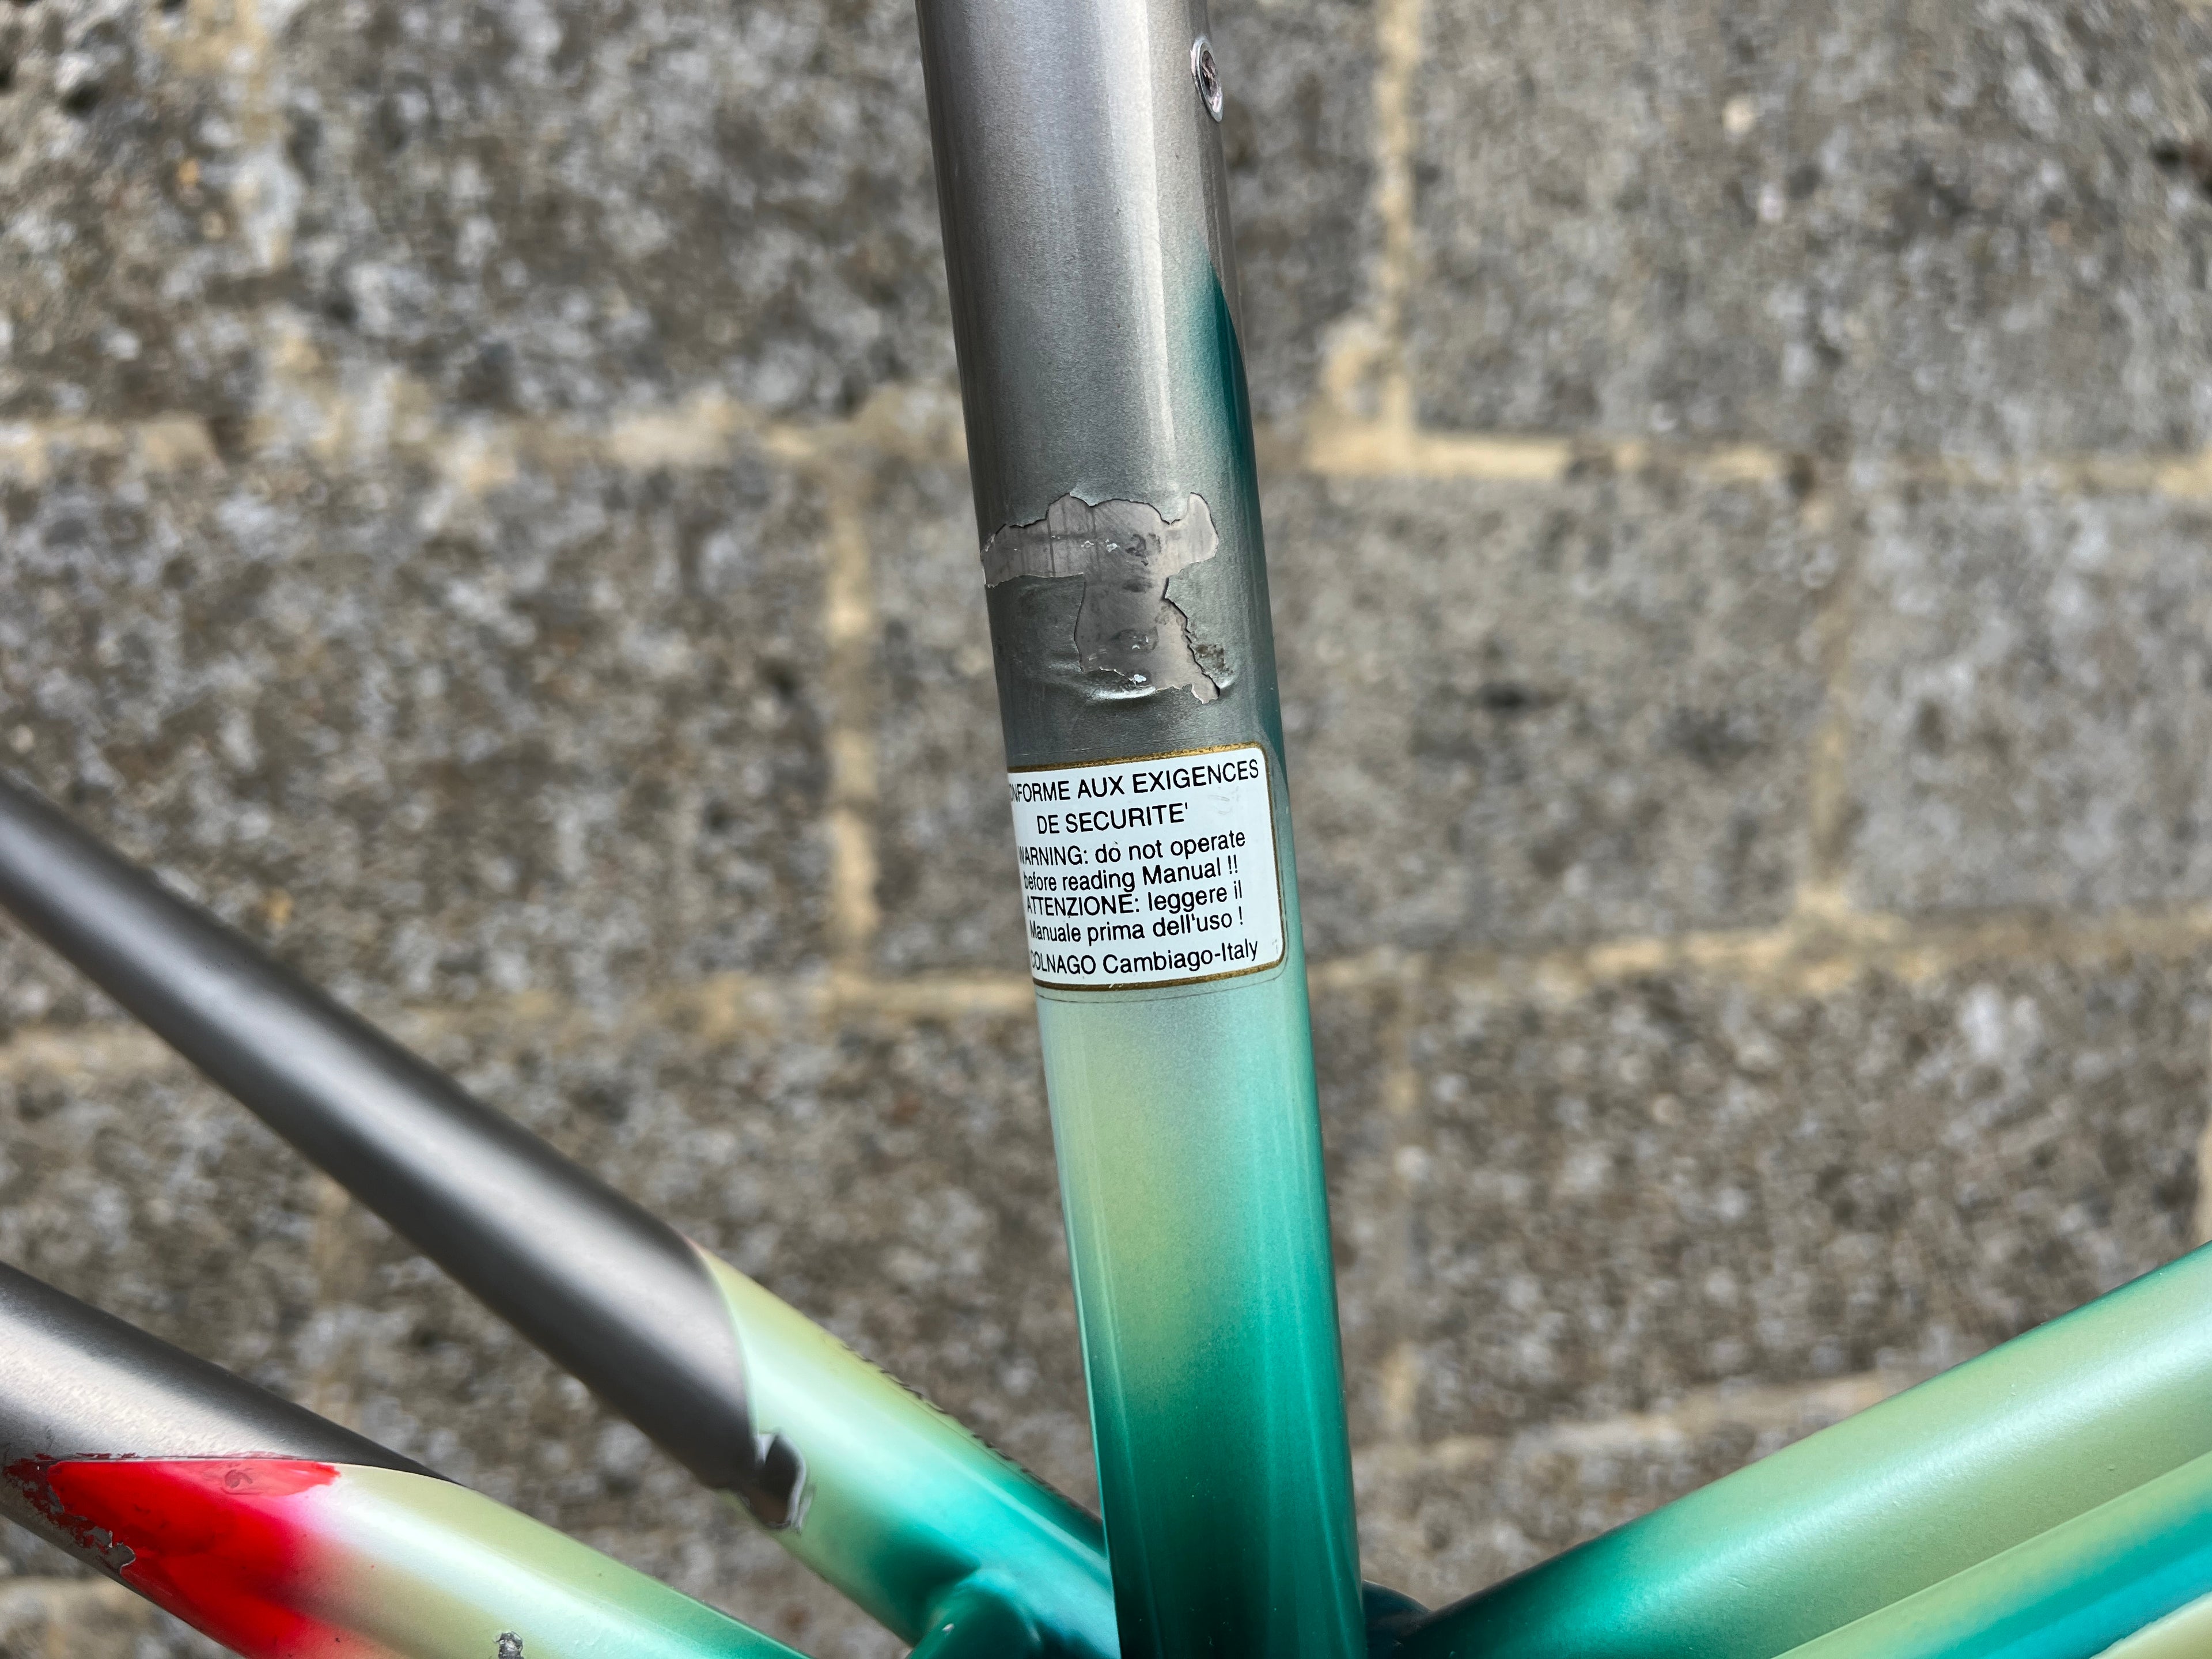 ONFORME AUX EXIGENCES
DE SECURITE'
WARNING: do not operate
before reading Manual !!
ATTENZIONE: leggere il
Manuale prima dell'uso !
COLNAGO Cambiago-Italy